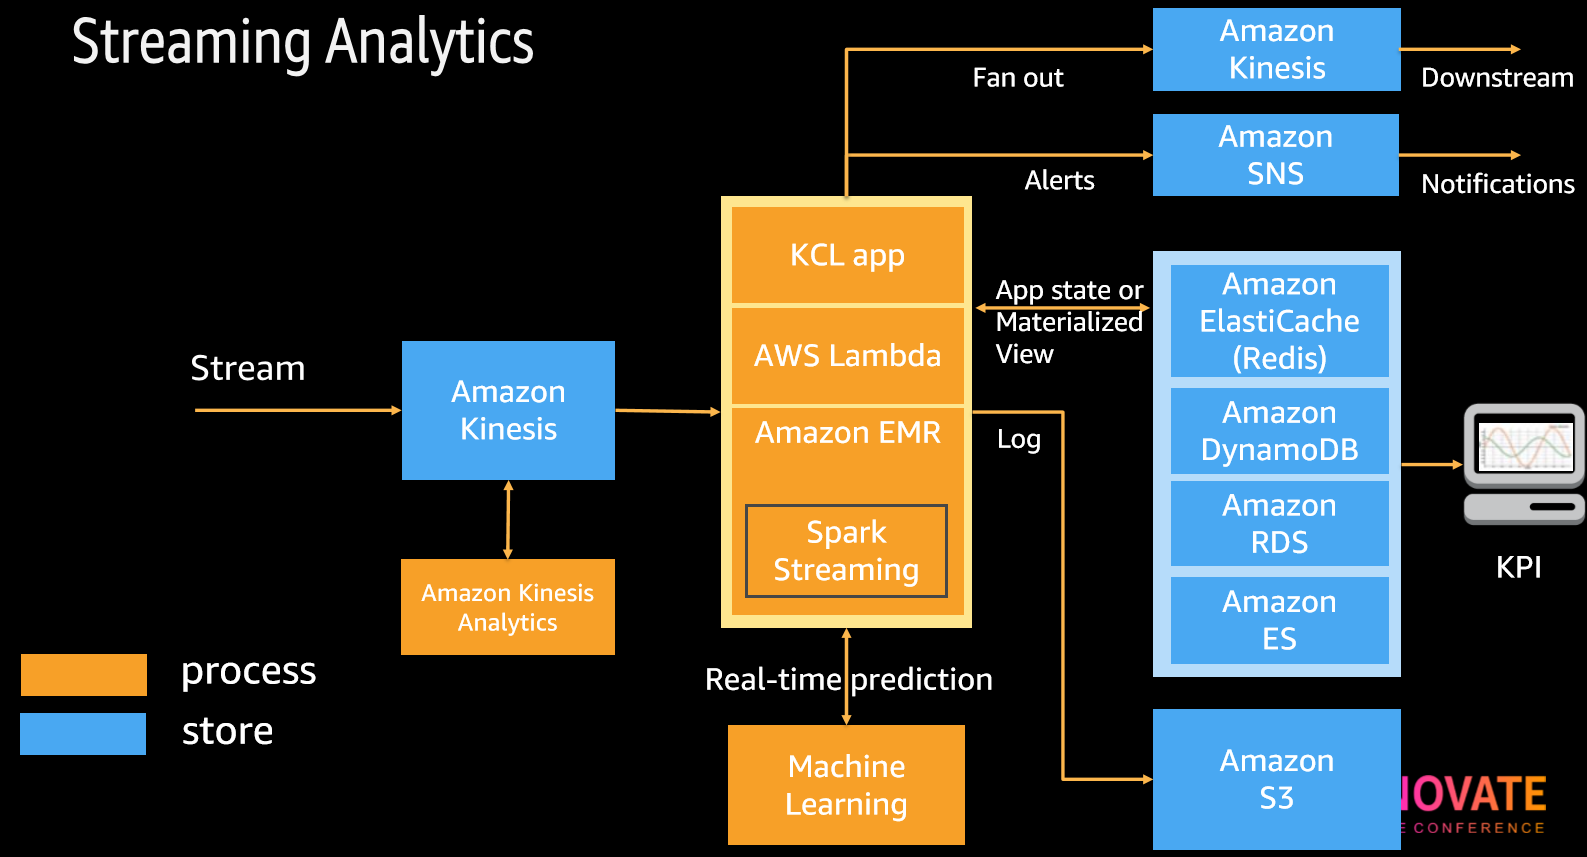 Streaming Analytics
Amazon
Kinesis
Fan out
Downstream
Amazon
SNS
Alerts
Notifications
KCL app
AWS Lambda
Amazon EMR
Spark
Streaming
App state or
Materialized
View
Amazon
ElastiCache
(Redis)
Amazon
DynamoDB
Amazon
RDS
Amazon
ES
Stream
Amazon
Kinesis
Log
KPI
Amazon Kinesis
Analytics
process
store
Real-time prediction
Machine
Learning
Amazon
S3
NOVATE
E CONFERENCE